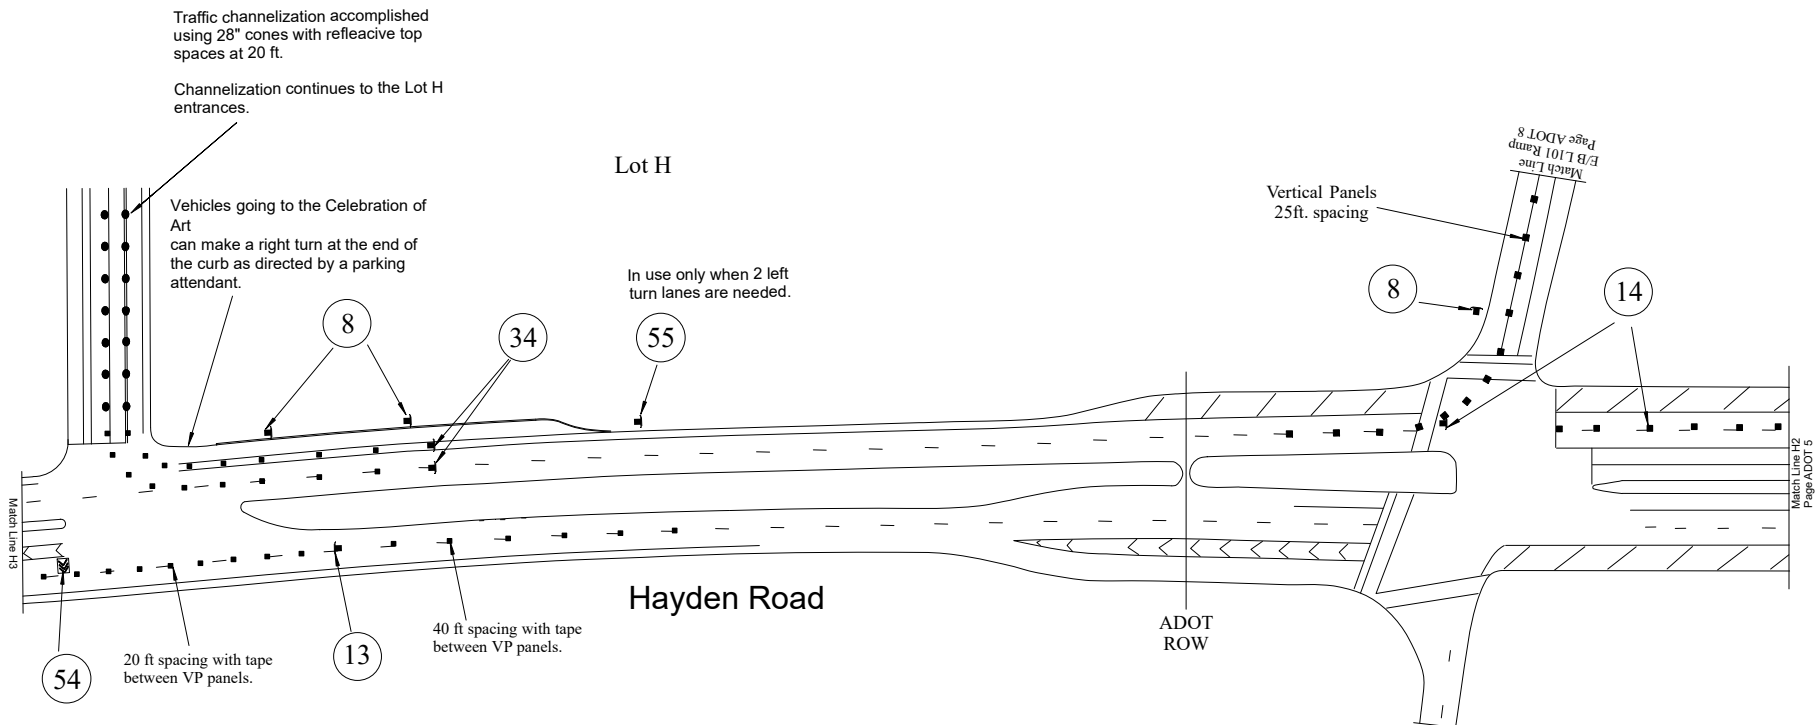 Traffic channelization accomplished
using 28" cones with refleacive top
spaces at 20 ft.
Channelization continues to the Lot H
entrances.
Lot H
Match Line
E/B L101 Ramp
Page ADOT 8
Vertical Panels
25ft. spacing
Vehicles going to the Celebration of
Art
can make a right turn at the end of
the curb as directed by a parking
attendant.
In use only when 2 left
turn lanes are needed.
8
14
8
34
55
Match Line H2
Page ADOT 5
Match Line H3
Hayden Road
ADOT
ROW
40 ft spacing with tape
between VP panels.
13
20 ft spacing with tape
between VP panels.
54